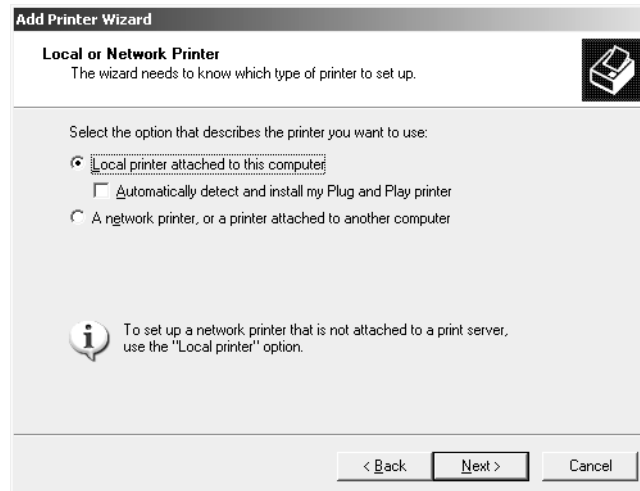 Add Printer Wizard
Local or Network Printer
The wizard needs to know which type of printer to set up.
Select the option that describes the printer you want to use:
Local printer attached to this computer
Automatically detect and install my Plug and Play printer
A network printer, or a printer attached to another computer
To set up a network printer that is not attached to a print server,
use the "Local printer" option.
< Back Next > Cancel